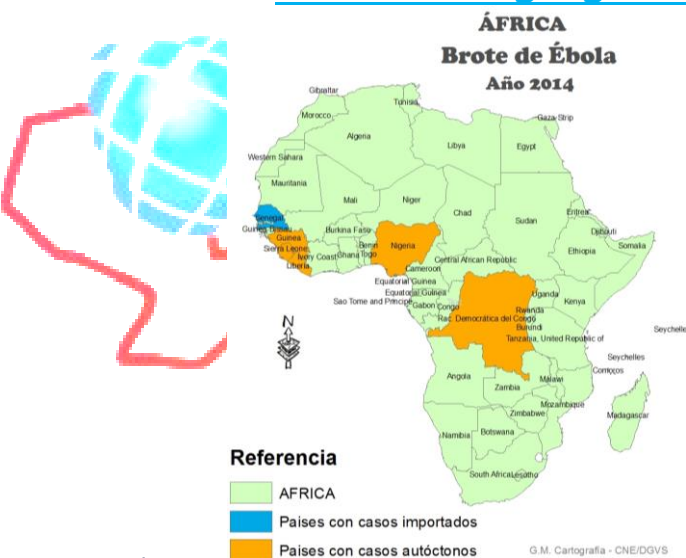 ÁFRICA
Brote de Ébola
Año 2014
Gibraltar
Tunisia
Morocco
Gaza Strip
Algeria
Libya
Egypt
Western Sahara
Mauritania
Mali
Niger
Chad
Sudan
Eritrea
Senegal
Guinea Bissau
Guinea
Burkina Faso
Djibouti
Somalia
Sierra Leone
Ivory Coast
Ghana
Togo
Benin
Nigeria
Ethiopia
Liberia
Cameroon
Central African Republic
Equatorial Guinea
Equatorial Guinea
Sao Tome and Principe
Gabon
Congo
Uganda
Kenya
Rwanda
Rac
Democrática del Congo
Burundi
Tanzania, United Republic of
Seychelle
Seychelles
N
Angola
Malawi
Comoros
Zambia
Mozambique
Zimbabwe
Madagascar
Namibia
Botswana
South Africa
Lesotho
Referencia
AFRICA
Paises con casos importados
Paises con casos autóctonos
G.M. Cartografía - CNE/DGVS